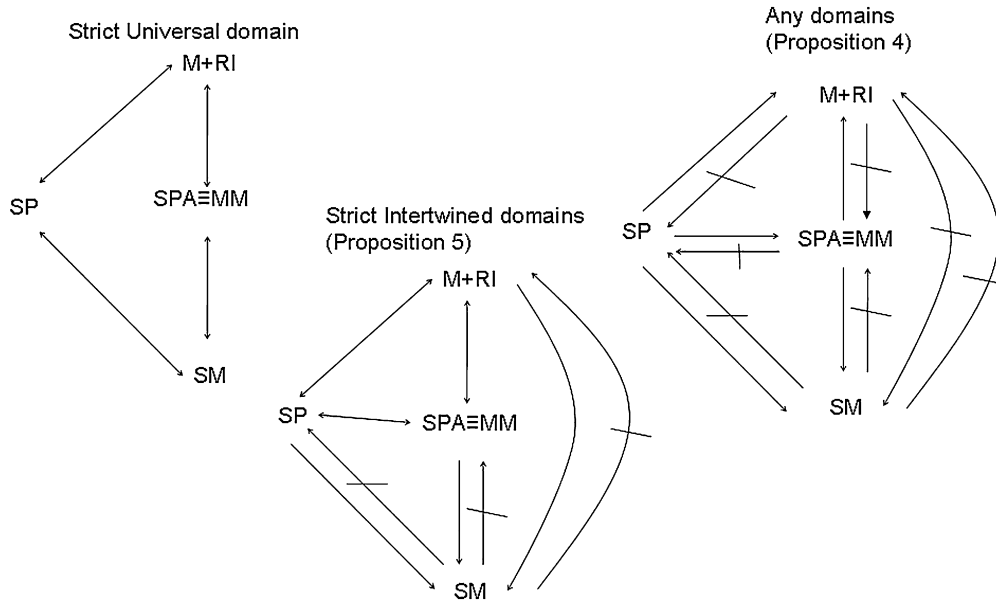 Strict Universal domain
M+RI
SP
SPA≡MM
SM
Strict Intertwined domains
(Proposition 5)
M+RI
SP
SPA≡MM
SM
Any domains
(Proposition 4)
M+RI
SP
SPA≡MM
SM